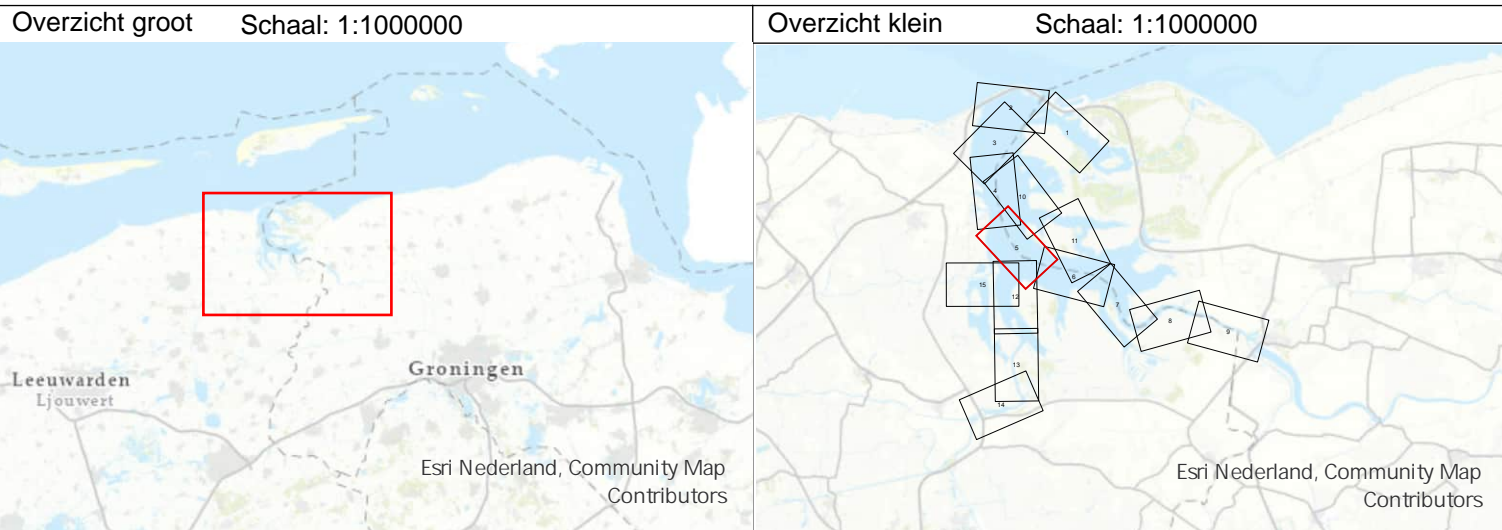 Overzicht groot Schaal: 1:1000000
Leeuwarden
Ljouwert
Groningen
Esri Nederland, Community Map
Contributors
Overzicht klein Schaal: 1:1000000
2
1
3
4
10
5
11
6
15
12
7
8
9
13
14
Esri Nederland, Community Map
Contributors